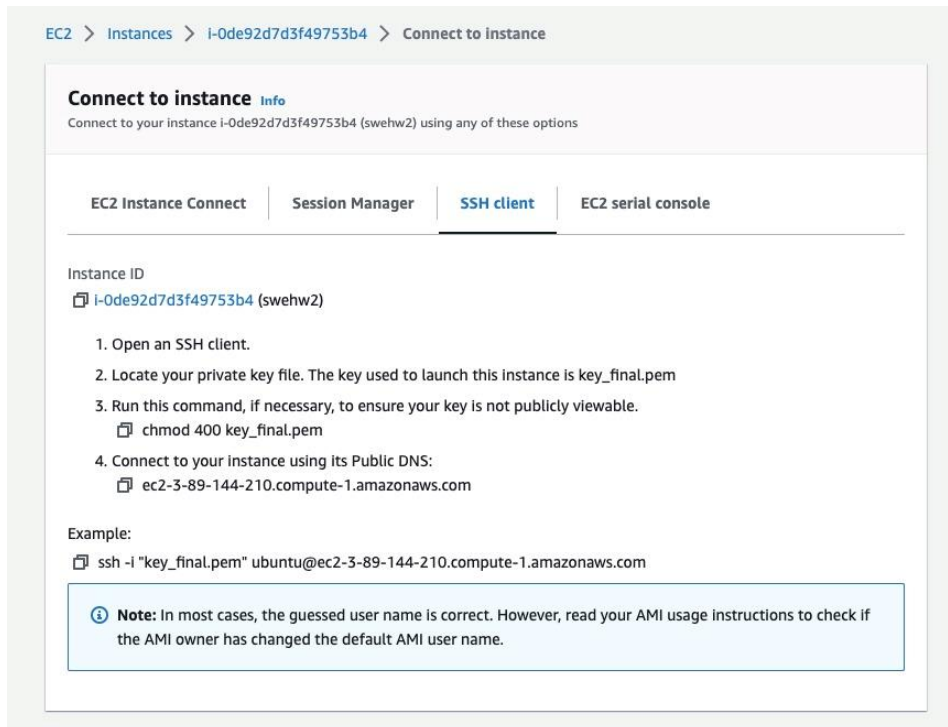 EC2 > Instances > i-0de92d7d3f49753b4 > Connect to instance
Connect to instance Info
Connect to your instance i-0de92d7d3f49753b4 (swehw2) using any of these options
EC2 Instance Connect
Session Manager
SSH client
EC2 serial console
Instance ID
i-0de92d7d3f49753b4 (swehw2)
1. Open an SSH client.
2. Locate your private key file. The key used to launch this instance is key_final.pem
3. Run this command, if necessary, to ensure your key is not publicly viewable.
chmod 400 key_final.pem
4. Connect to your instance using its Public DNS:
ec2-3-89-144-210.compute-1.amazonaws.com
Example:
ssh -i "key_final.pem" ubuntu@ec2-3-89-144-210.compute-1.amazonaws.com
Note: In most cases, the guessed user name is correct. However, read your AMI usage instructions to check if
the AMI owner has changed the default AMI user name.